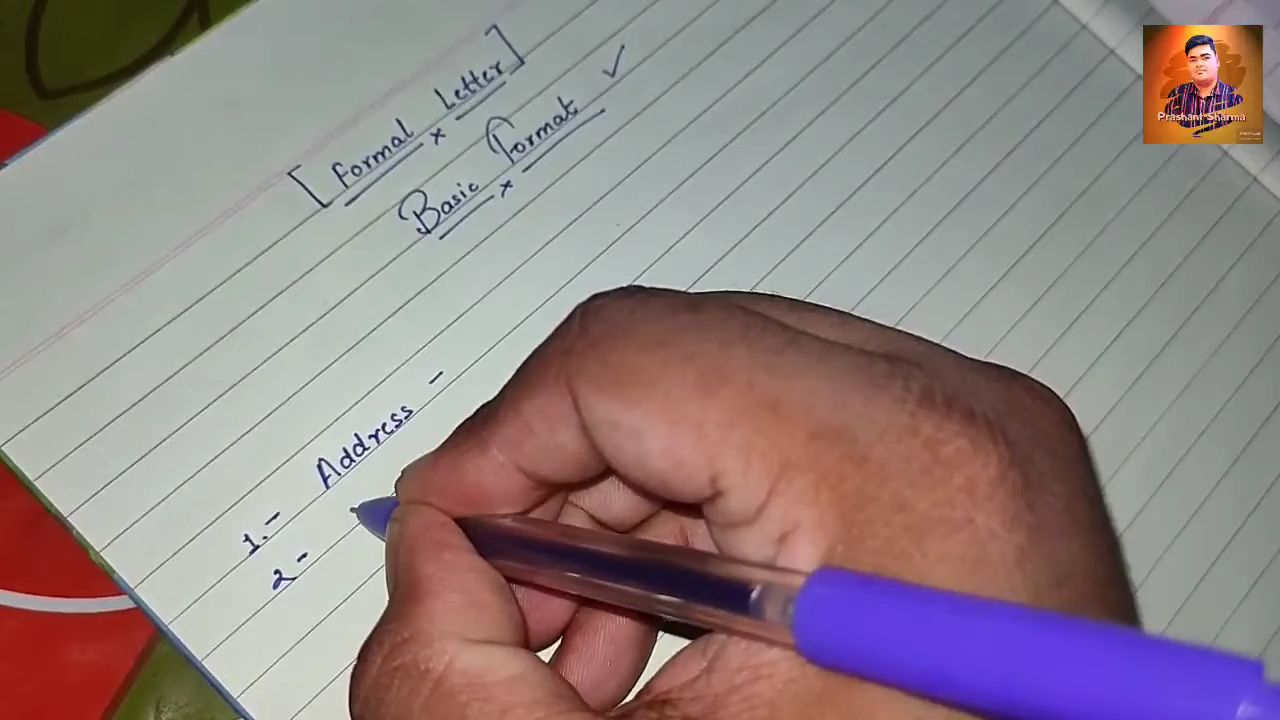 [Formal Letter]
Basic Format ✓
1.- Address -
2-
Prashant Sharma